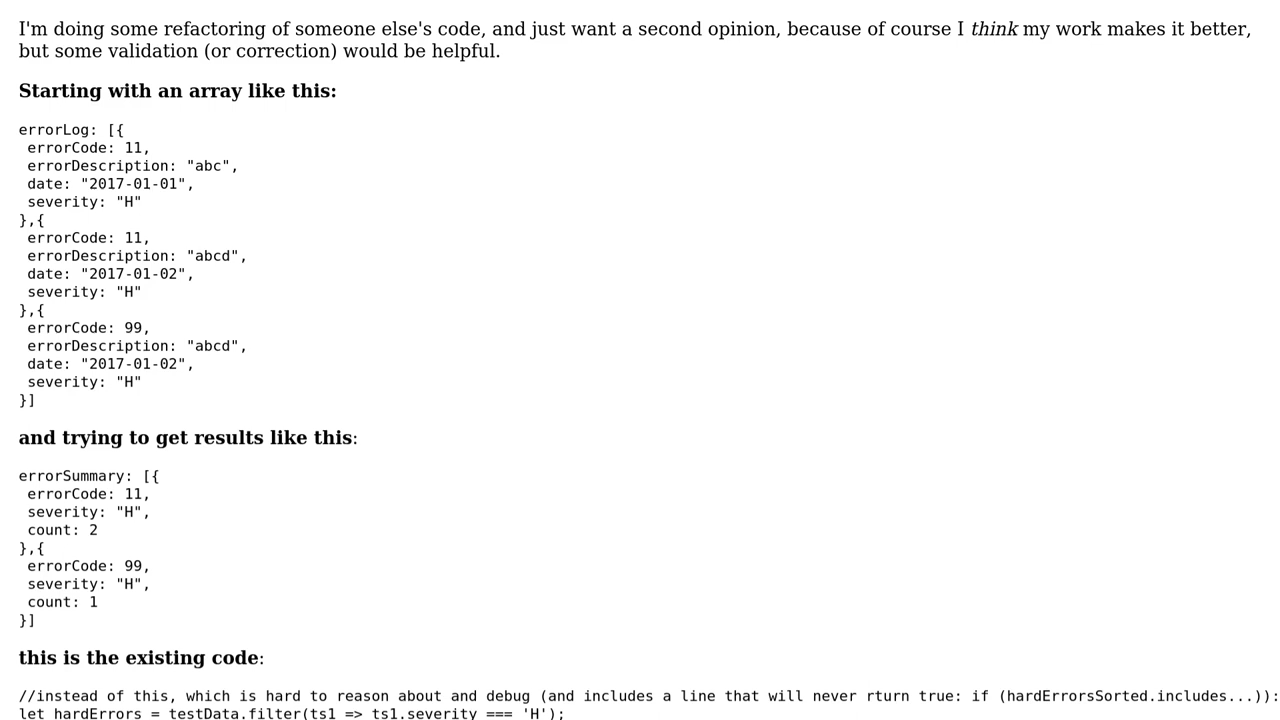 I'm doing some refactoring of someone else's code, and just want a second opinion, because of course I think my work makes it better,
but some validation (or correction) would be helpful.
Starting with an array like this:
errorLog: [{
 errorCode: 11,
 errorDescription: "abc",
 date: "2017-01-01",
 severity: "H"
},{
 errorCode: 11,
 errorDescription: "abcd",
 date: "2017-01-02",
 severity: "H"
},{
 errorCode: 99,
 errorDescription: "abcd",
 date: "2017-01-02",
 severity: "H"
}]
and trying to get results like this:
errorSummary: [{
 errorCode: 11,
 severity: "H",
 count: 2
},{
 errorCode: 99,
 severity: "H",
 count: 1
}]
this is the existing code:
//instead of this, which is hard to reason about and debug (and includes a line that will never rturn true: if (hardErrorsSorted.includes...)):
let hardErrors = testData.filter(ts1 => ts1.severity === 'H');